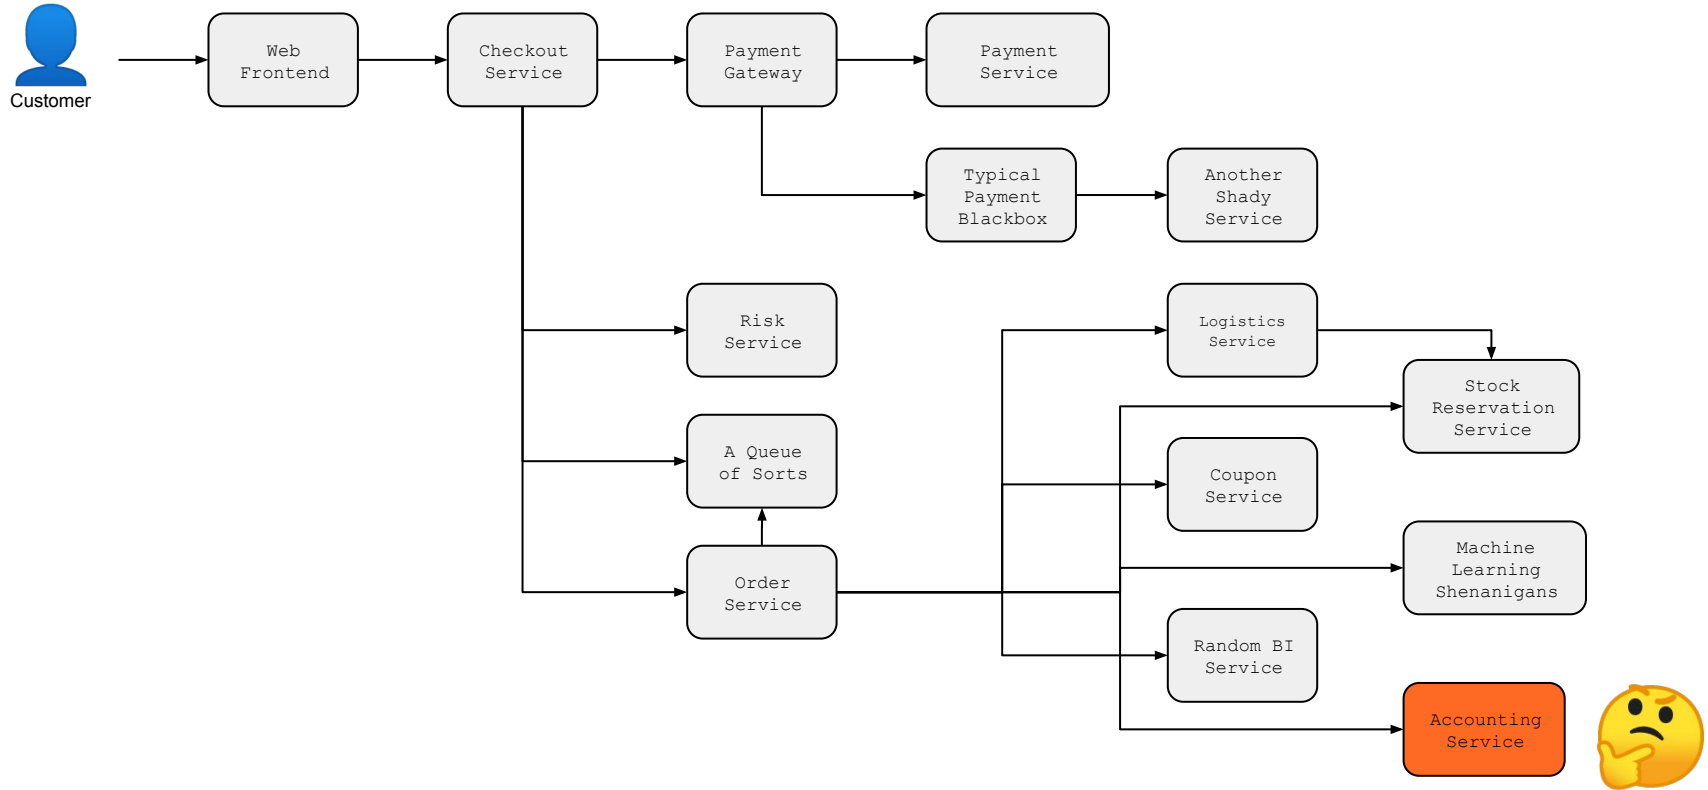 Customer
Web
Frontend
Checkout
Service
Payment
Gateway
Payment
Service
Typical
Payment
Blackbox
Another
Shady
Service
Risk
Service
Logistics
Service
Stock
Reservation
Service
A Queue
of Sorts
Coupon
Service
Order
Service
Machine
Learning
Shenanigans
Random BI
Service
Accounting
Service